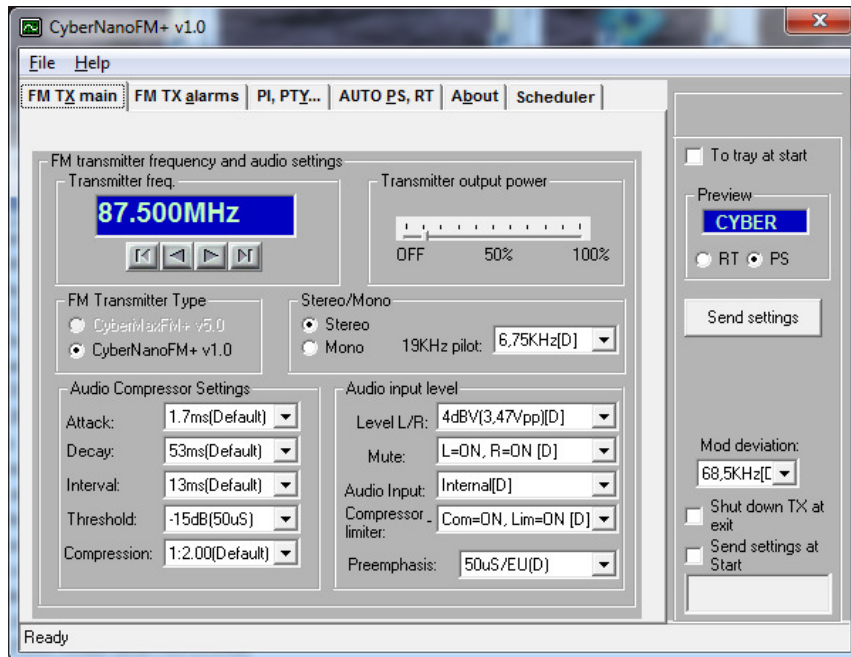 CyberNanoFM+ v1.0
File Help
FM TX main FM TX alarms PI, PTY... AUTO PS, RT About Scheduler
FM transmitter frequency and audio settings
Transmitter freq.
87.500MHz
Transmitter output power
OFF 50% 100%
FM Transmitter Type
CyberMaxFM+ v5.0
CyberNanoFM+ v1.0
Stereo/Mono
Stereo
Mono
19KHz pilot: 6,75KHz[D]
Audio Compressor Settings
Attack: 1.7ms(Default)
Decay: 53ms(Default)
Interval: 13ms(Default)
Threshold: -15dB(50uS)
Compression: 1:2.00(Default)
Audio input level
Level L/R: 4dBV(3,47Vpp)[D]
Mute: L=ON, R=ON [D]
Audio Input: Internal[D]
Compressor -
limiter: Com=ON, Lim=ON [D]
Preemphasis: 50uS/EU(D)
To tray at start
Preview
CYBER
RT PS
Send settings
Mod deviation:
68,5KHz[D
Shut down TX at
exit
Send settings at
Start
Ready